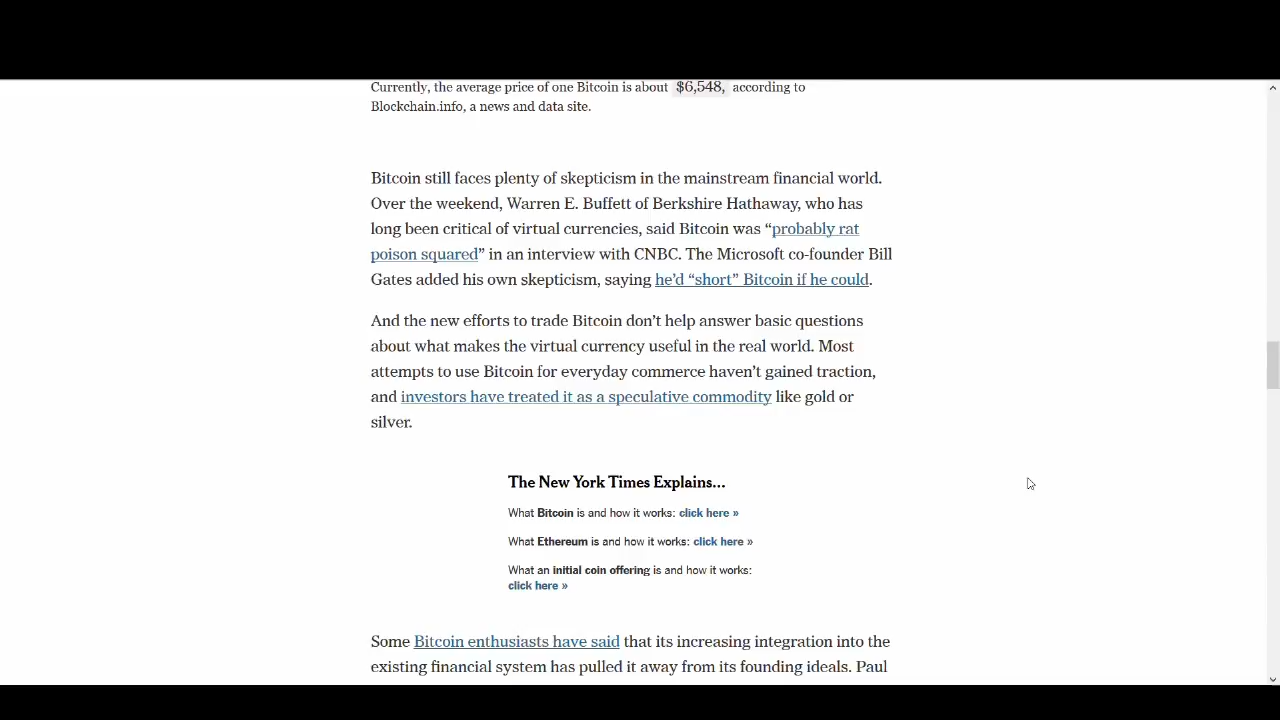 Currently, the average price of one Bitcoin is about $6,548, according to
Blockchain.info, a news and data site.
Bitcoin still faces plenty of skepticism in the mainstream financial world.
Over the weekend, Warren E. Buffett of Berkshire Hathaway, who has
long been critical of virtual currencies, said Bitcoin was “probably rat
poison squared” in an interview with CNBC. The Microsoft co-founder Bill
Gates added his own skepticism, saying he’d “short” Bitcoin if he could.
And the new efforts to trade Bitcoin don’t help answer basic questions
about what makes the virtual currency useful in the real world. Most
attempts to use Bitcoin for everyday commerce haven’t gained traction,
and investors have treated it as a speculative commodity like gold or
silver.
The New York Times Explains...
What Bitcoin is and how it works: click here »
What Ethereum is and how it works: click here »
What an initial coin offering is and how it works:
click here »
Some Bitcoin enthusiasts have said that its increasing integration into the
existing financial system has pulled it away from its founding ideals. Paul